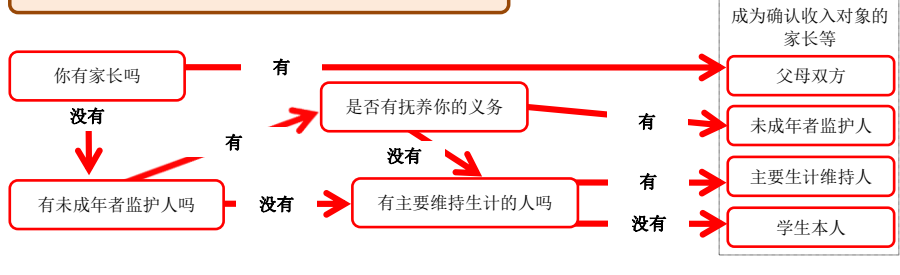 成为确认收入对象的
家长等
你有家长吗
有
父母双方
没有
是否有抚养你的义务
有
未成年者监护人
有
没有
有未成年者监护人吗
没有
有主要维持生计的人吗
有
主要生计维持人
没有
学生本人